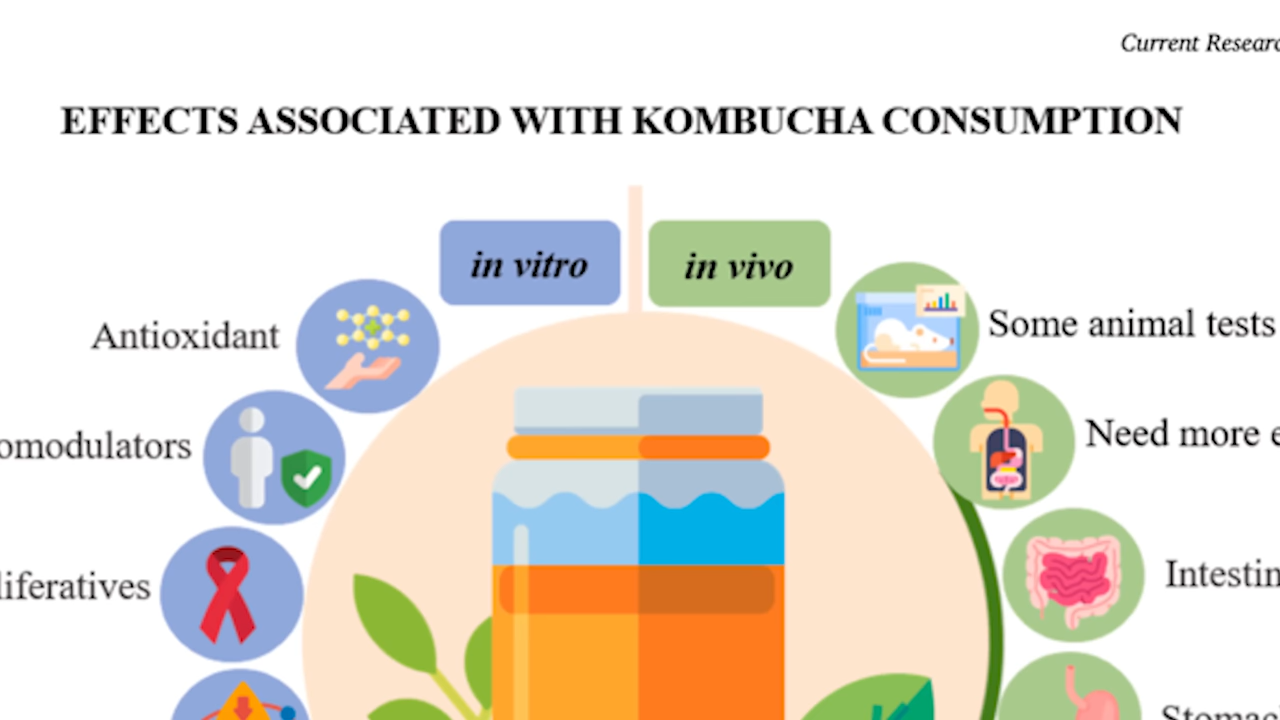 Current Researc
EFFECTS ASSOCIATED WITH KOMBUCHA CONSUMPTION
in vitro
in vivo
Antioxidant
Some animal tests
omodulators
Need more e
liferatives
Intestin
Stomac